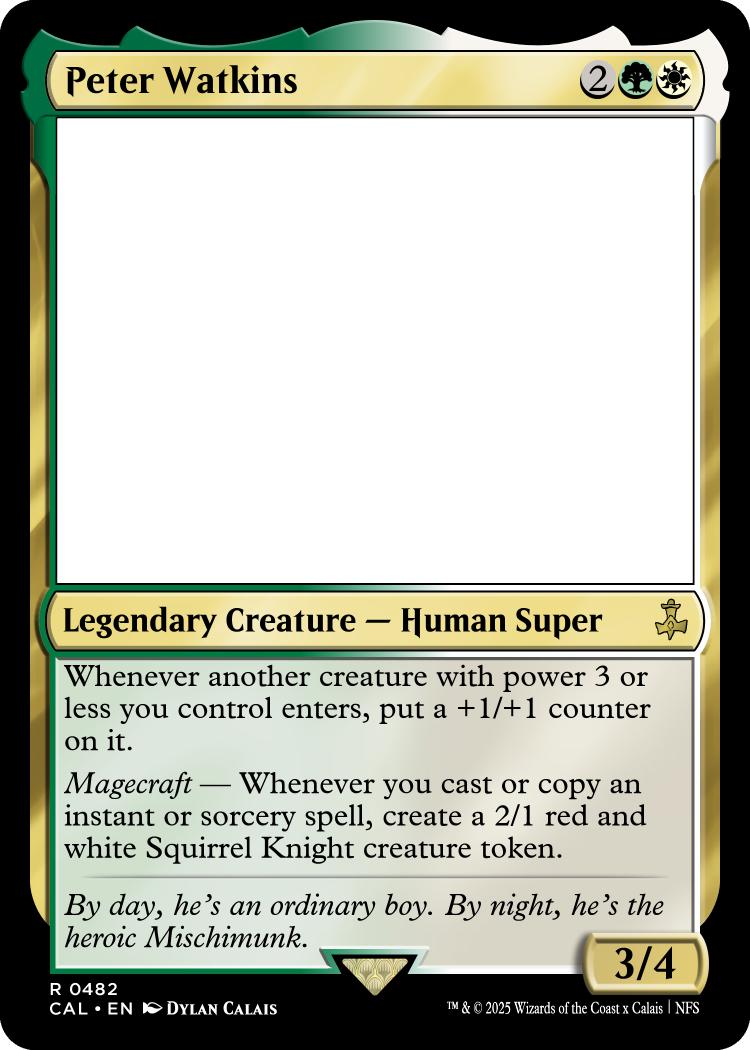 Peter Watkins 2
Legendary Creature — Human Super
Whenever another creature with power 3 or
less you control enters, put a +1/+1 counter
on it.
Magecraft — Whenever you cast or copy an
instant or sorcery spell, create a 2/1 red and
white Squirrel Knight creature token.
By day, he's an ordinary boy. By night, he's the
heroic Mischimunk.
3/4
R 0482
CAL • EN Dylan Calais
™ & © 2025 Wizards of the Coast x Calais | NFS